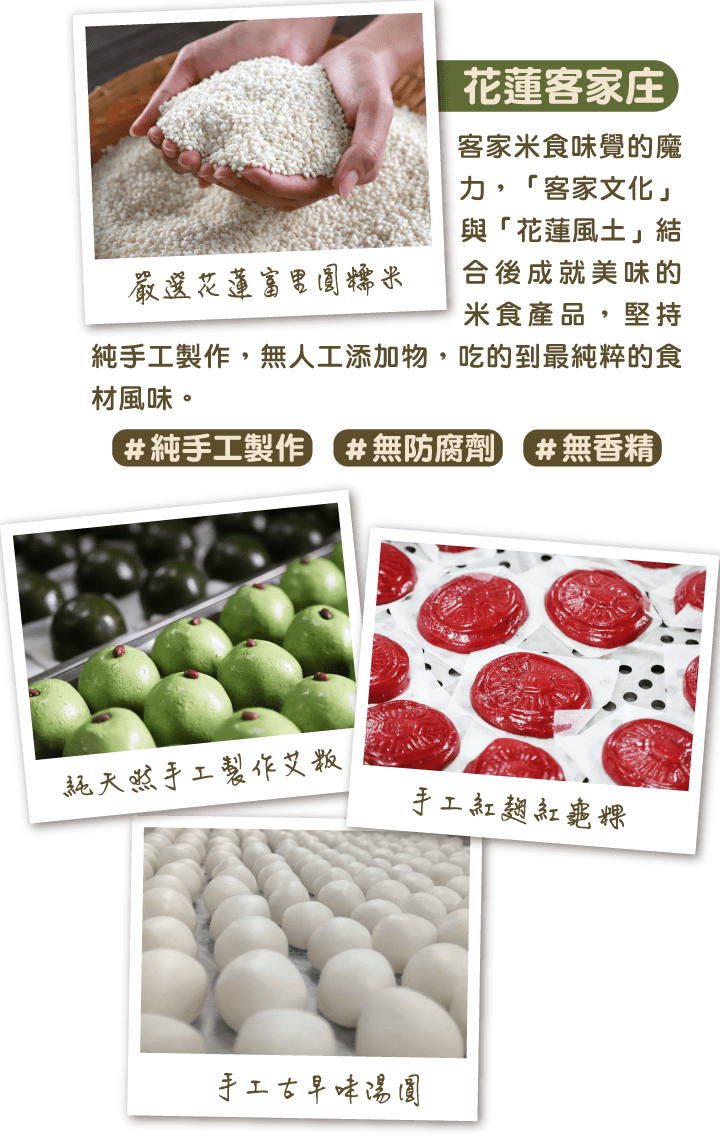 花蓮客家庄
客家米食味覺的魔
力，「客家文化」
與「花蓮風土」結
合後成就美味的
米食產品，堅持
純手工製作，無人工添加物，吃的到最純粹的食
材風味。
#純手工製作 #無防腐劑 #無香精
嚴選花蓮富里圓糯米
純天然手工製作艾粄
手工紅麴紅龜粿
手工古早味湯圓